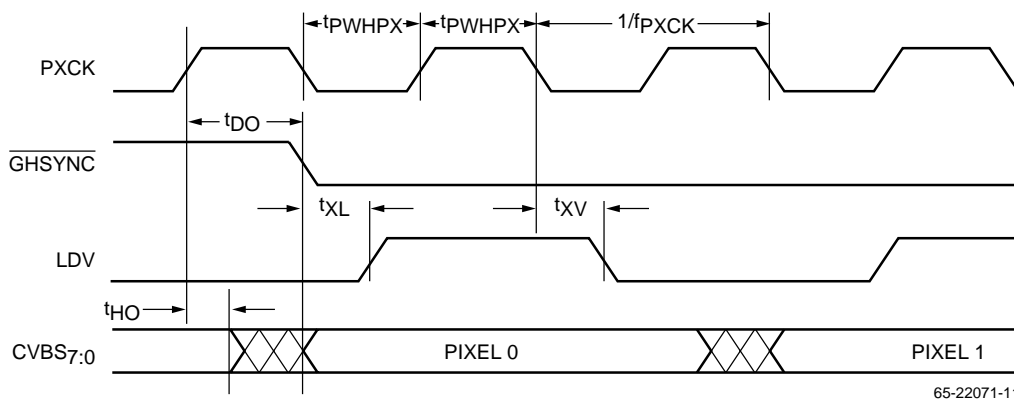 tPWHPX tPWHPX 1/fPXCK
PXCK
tDO
GHSYNC
tXL tXV
LDV
tHO
CVBS7:0 PIXEL 0 PIXEL 1
65-22071-11